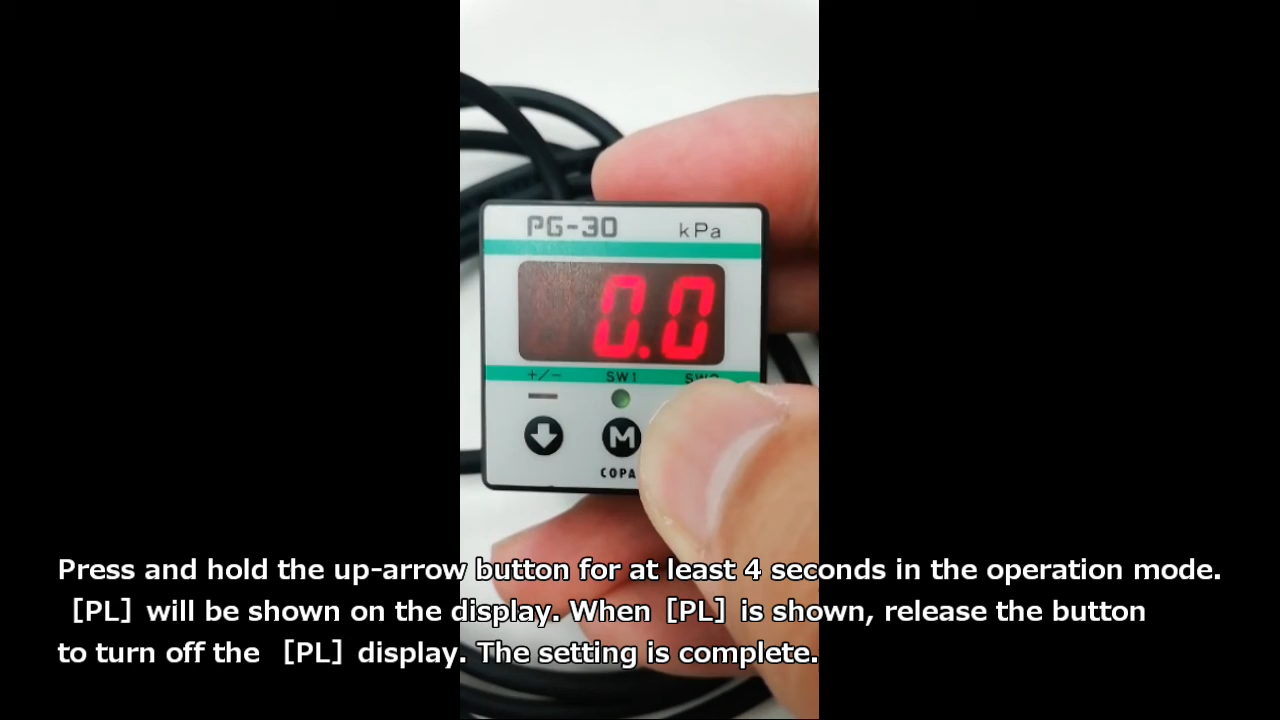 PG-30 kPa
0.0
+/− SW1
M
COPA
Press and hold the up-arrow button for at least 4 seconds in the operation mode.
[PL] will be shown on the display. When [PL] is shown, release the button
to turn off the [PL] display. The setting is complete.